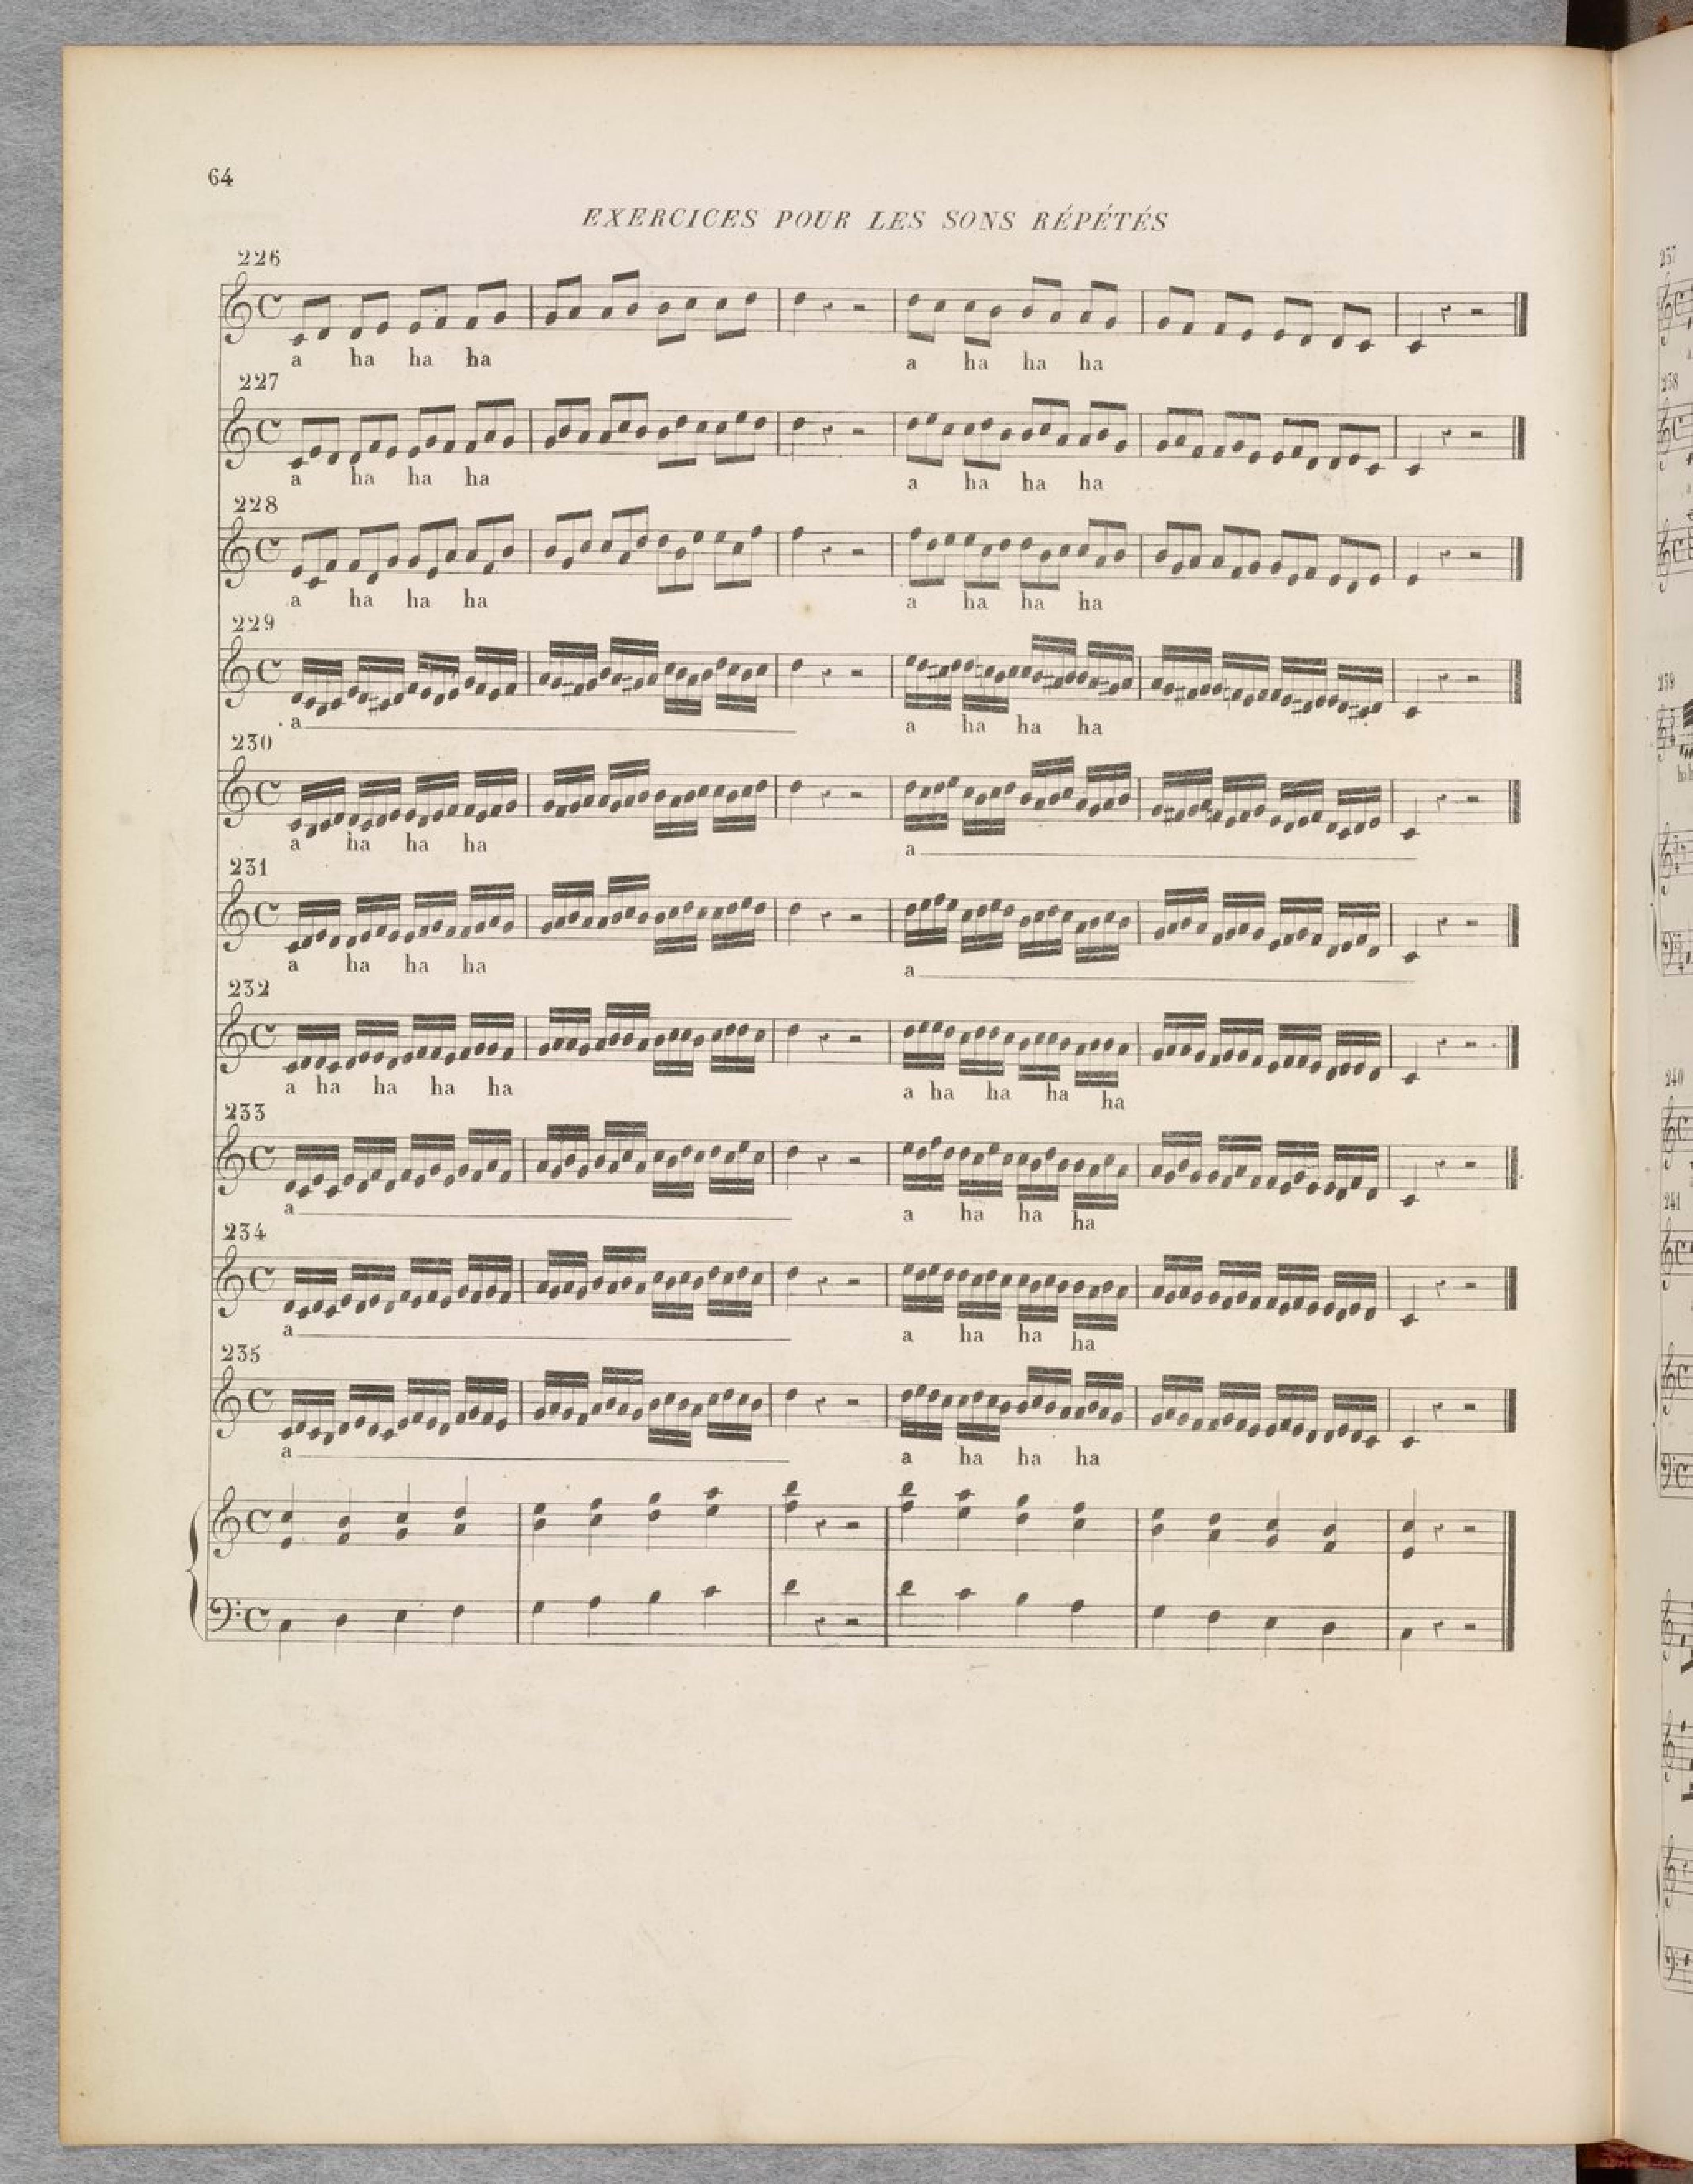 64
EXERCICES POUR LES SONS RÉPÉTÉS
226
a ha ha ha a ha ha ha
227
a ha ha ha a ha ha ha
228
a ha ha ha a ha ha ha
229
a a ha ha ha
230
a ha ha ha a
231
a ha ha ha a
232
a ha ha ha ha a ha ha ha ha
233
a a ha ha ha
234
a a ha ha ha
235
a a ha ha ha
237
238
239
240
241